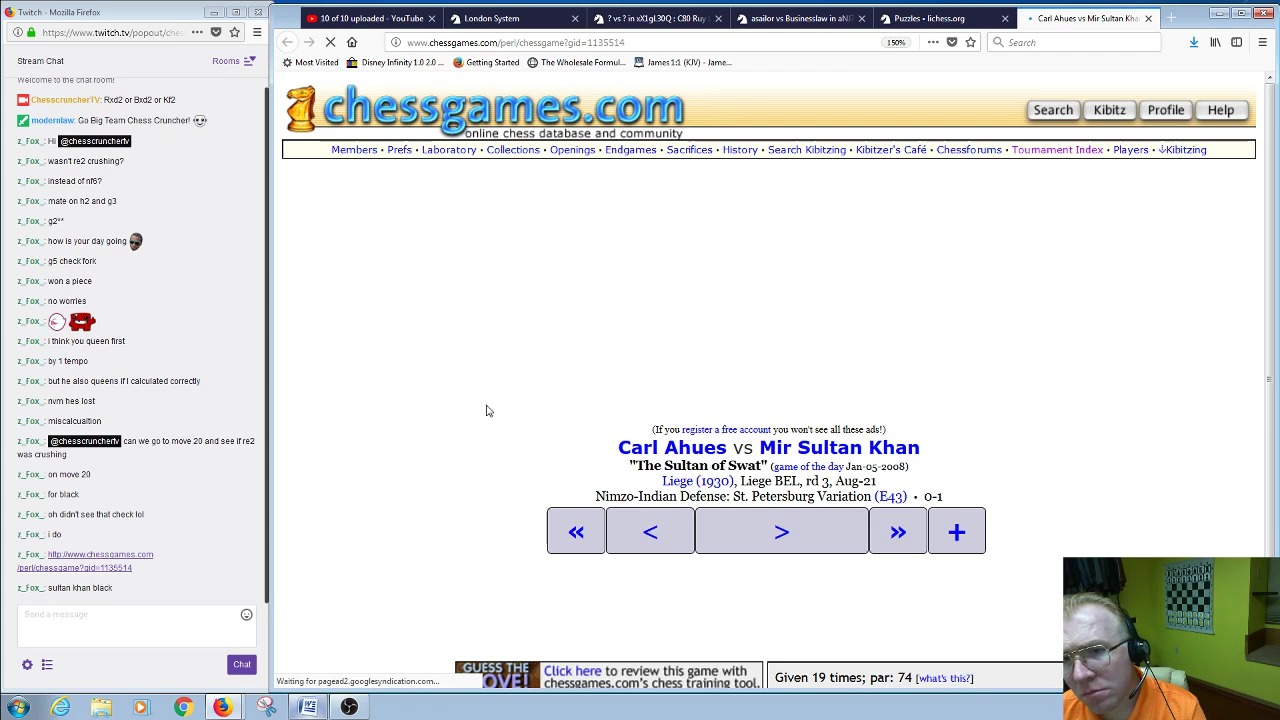 Twitch - Mozilla Firefox
https://www.twitch.tv/popout/ches
Stream Chat
Rooms
Welcome to the chat room!
ChesscruncherTV: Rxd2 or Bxd2 or Kf2
modernlaw: Go Big Team Chess Cruncher!
z_Fox_: Hi @chesscrunchertv
z_Fox_: wasn't re2 crushing?
z_Fox_: instead of nf6?
z_Fox_: mate on h2 and g3
z_Fox_: g2**
z_Fox_: how is your day going
z_Fox_: g5 check fork
z_Fox_: won a piece
z_Fox_: no worries
z_Fox_:
z_Fox_: i think you queen first
z_Fox_: by 1 tempo
z_Fox_: but he also queens if I calculated correctly
z_Fox_: nvm hes lost
z_Fox_: miscalcualtion
z_Fox_: @chesscrunchertv can we go to move 20 and see if re2
was crushing
z_Fox_: on move 20
z_Fox_: for black
z_Fox_: oh didn't see that check lol
z_Fox_: i do
z_Fox_: http://www.chessgames.com
/perl/chessgame?gid=1135514
z_Fox_: sultan khan black
Send a message
Chat
10 of 10 uploaded - YouTube
London System
? vs ? in xX1gL30Q : C80 Ruy
asailor vs Businesslaw in aNI
Puzzles • lichess.org
Carl Ahues vs Mir Sultan Khan
www.chessgames.com/perl/chessgame?gid=1135514
150%
Search
Most Visited
Disney Infinity 1.0 2.0 ...
Getting Started
The Wholesale Formul...
James 1:1 (KJV) - Jame...
chessgames.com
online chess database and community
Search
Kibitz
Profile
Help
Members • Prefs • Laboratory • Collections • Openings • Endgames • Sacrifices • History • Search Kibitzing • Kibitzer's Café • Chessforums • Tournament Index • Players • Kibitzing
(If you register a free account you won't see all these ads!)
Carl Ahues vs Mir Sultan Khan
"The Sultan of Swat" (game of the day Jan-05-2008)
Liege (1930), Liege BEL, rd 3, Aug-21
Nimzo-Indian Defense: St. Petersburg Variation (E43) • 0-1
« < > » +
GUESS THE
MOVE!
Click here to review this game with
chessgames.com's chess training tool.
Given 19 times; par: 74 [what's this?]
Waiting for pagead2.googlesyndication.com...